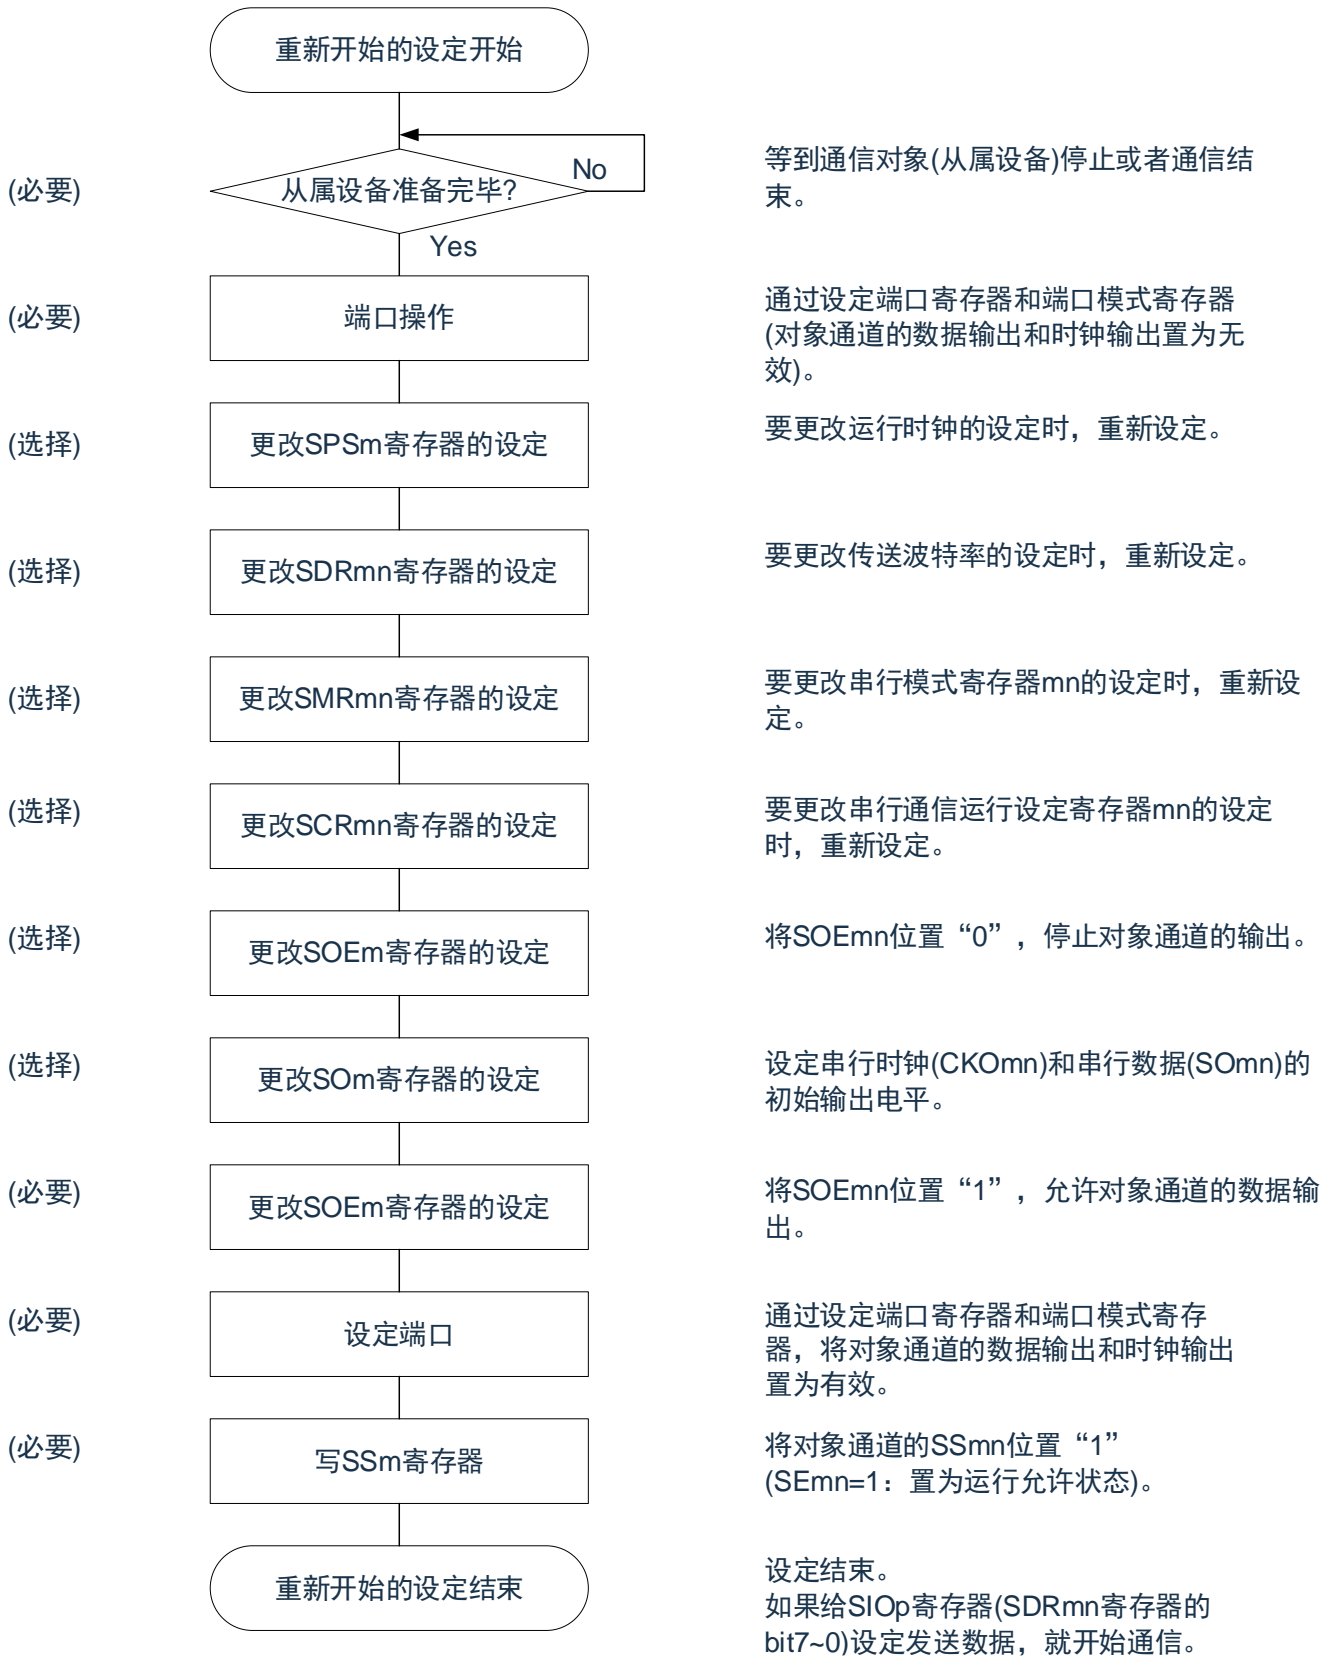 重新开始的设定开始
No
等到通信对象(从属设备)停止或者通信结
束。
(必要)
从属设备准备完毕?
Yes
(必要)
端口操作
通过设定端口寄存器和端口模式寄存器
(对象通道的数据输出和时钟输出置为无
效)。
(选择)
更改SPSm寄存器的设定
要更改运行时钟的设定时，重新设定。
(选择)
更改SDRmn寄存器的设定
要更改传送波特率的设定时，重新设定。
(选择)
更改SMRmn寄存器的设定
要更改串行模式寄存器mn的设定时，重新设
定。
(选择)
更改SCRmn寄存器的设定
要更改串行通信运行设定寄存器mn的设定
时，重新设定。
(选择)
更改SOEm寄存器的设定
将SOEmn位置“0”，停止对象通道的输出。
(选择)
更改SOm寄存器的设定
设定串行时钟(CKOmn)和串行数据(SOmn)的
初始输出电平。
(必要)
更改SOEm寄存器的设定
将SOEmn位置“1”，允许对象通道的数据输
出。
(必要)
设定端口
通过设定端口寄存器和端口模式寄存
器，将对象通道的数据输出和时钟输出
置为有效。
(必要)
写SSm寄存器
将对象通道的SSmn位置“1”
(SEmn=1：置为运行允许状态)。
重新开始的设定结束
设定结束。
如果给SIOp寄存器(SDRmn寄存器的
bit7~0)设定发送数据，就开始通信。